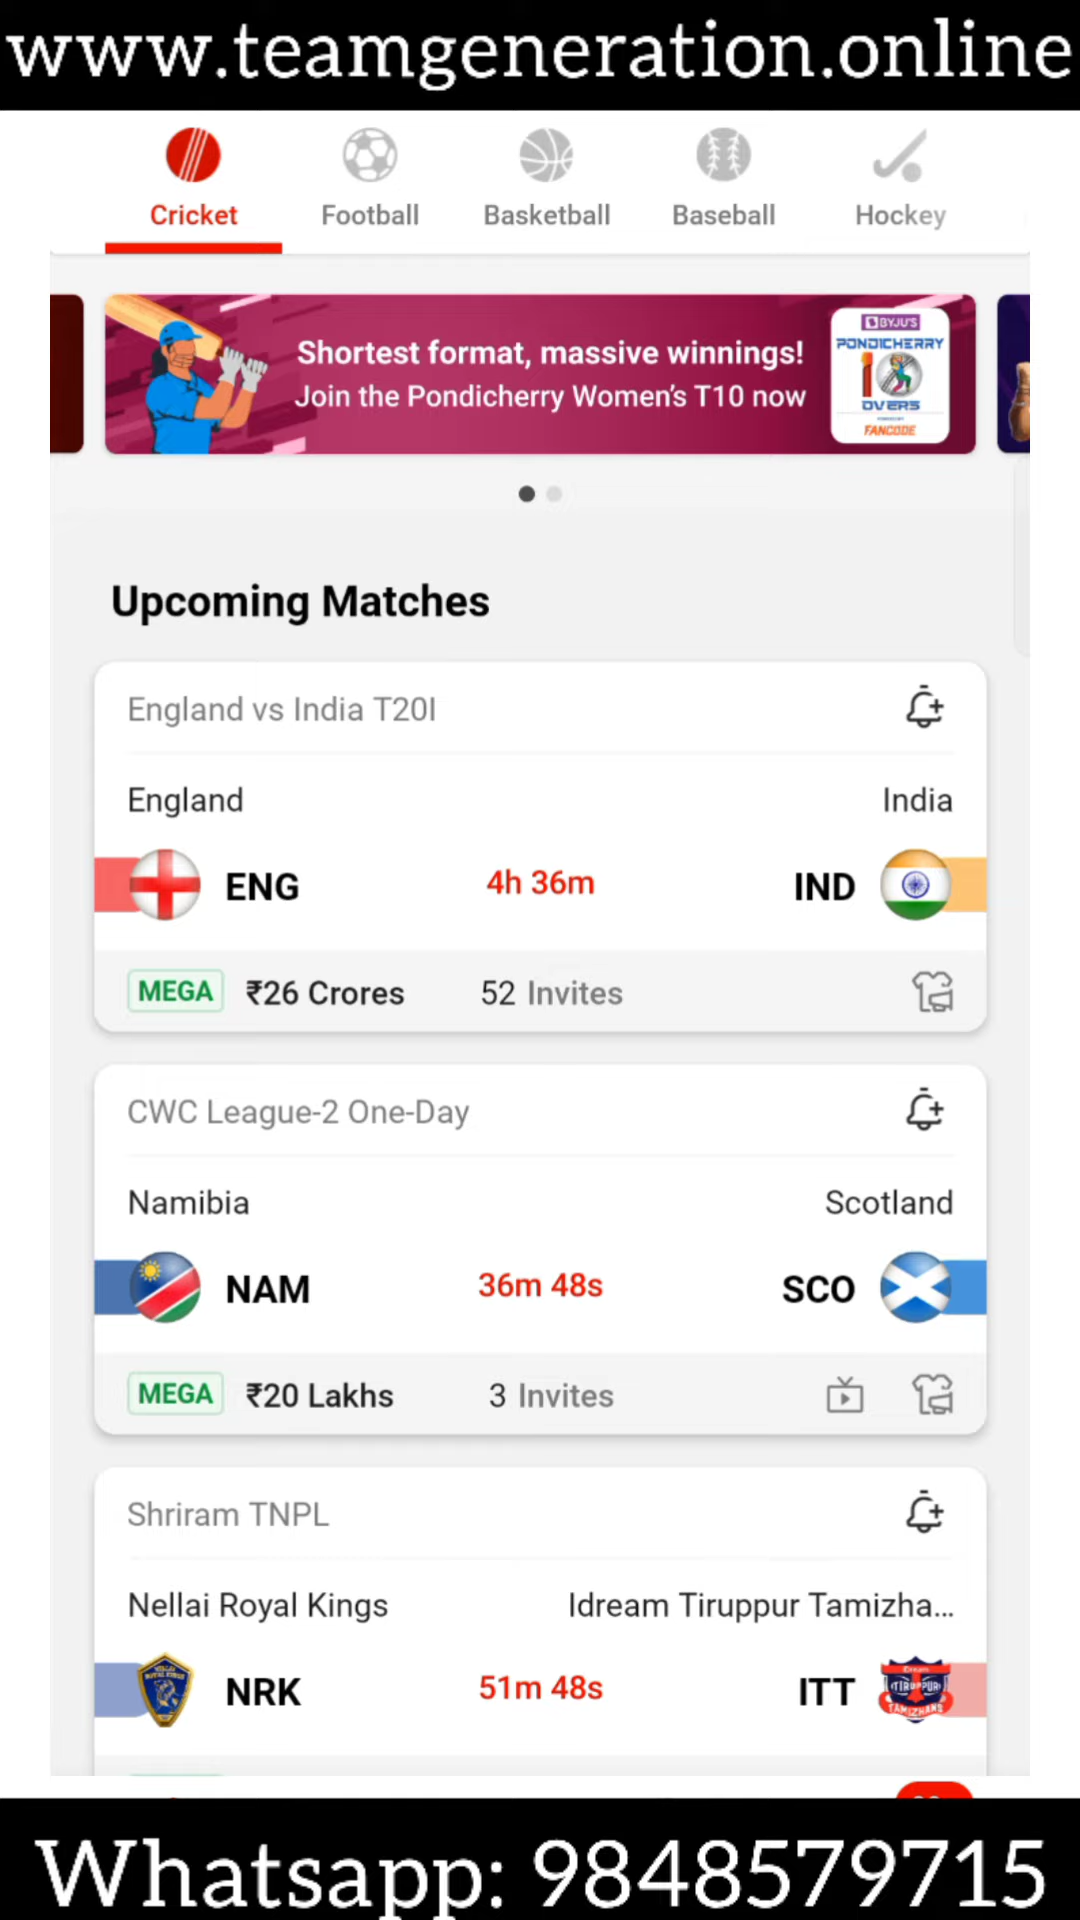 www.teamgeneration.online
Cricket
Football
Basketball
Baseball
Hockey
Shortest format, massive winnings!
Join the Pondicherry Women's T10 now
BYJU'S
PONDICHERRY
10
OVERS
FANCODE
Upcoming Matches
England vs India T20I
England
India
ENG
4h 36m
IND
MEGA
₹26 Crores
52 Invites
CWC League-2 One-Day
Namibia
Scotland
NAM
36m 48s
SCO
MEGA
₹20 Lakhs
3 Invites
Shriram TNPL
Nellai Royal Kings
Idream Tiruppur Tamizha...
NRK
51m 48s
ITT
TAMIZHANS
Whatsapp: 9848579715